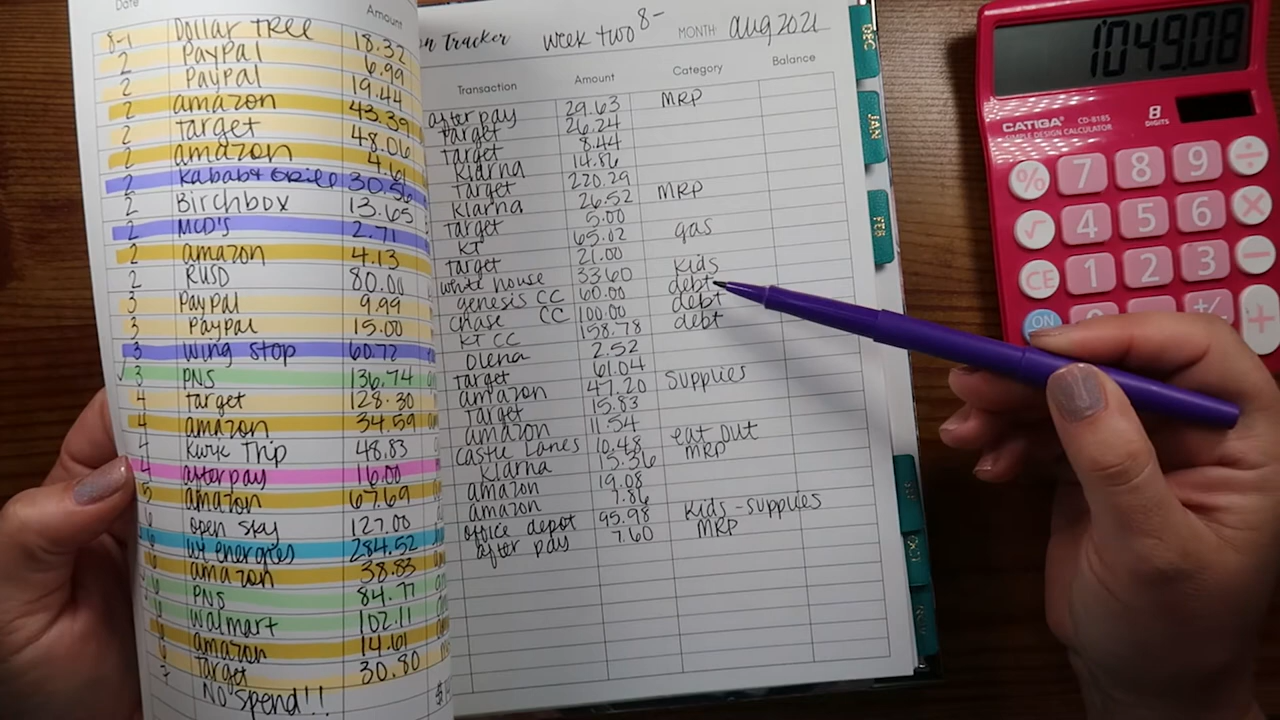 Date Amount
8-1 Dollar Tree 18.32
2 PayPal 6.99
2 PayPal 19.44
2 amazon 43.39
2 target 48.06
2 amazon 4.61
2 Kabab+Grill 30.56
2 Birchbox 13.65
2 MCD's 2.71
2 amazon 4.13
2 RUSD 80.00
3 PayPal 9.99
3 PayPal 15.00
3 wing stop 60.72
✓ 3 PNS 136.74
4 target 128.30
4 amazon 34.59
4 Kwik Trip 48.83
4 afterpay 16.00
5 amazon 67.69
6 open sky 127.00
6 we energies 284.52
6 amazon 38.83
6 PNS 84.77
6 walmart 102.11
6 amazon 14.61
7 target 30.80
No spend!!
Tracker week two 8- MONTH: aug 2021
Transaction Amount Category Balance
after pay 29.63 MRP
target 26.24
Target 8.44
Klarna 14.86
Target 220.29
Klarna 26.52 MRP
Target 5.00
KT 65.02 gas
target 21.00
white house 33.60 Kids
genesis CC 60.00 debt
chase CC 100.00 debt
KT CC 158.78 debt
Olena 2.52
target 61.04
amazon 47.20 Supplies
Target 15.83
amazon 11.54
castle Lanes 10.48 eat out
Klarna 15.56 MRP
amazon 19.08
amazon 7.86
office depot 95.98 Kids-supplies
after pay 7.60 MRP
DEC
JAN
FEB
OCT
1049.08
CATIGA CD-8185
SIMPLE DESIGN CALCULATOR
8 DIGITS
% 7 8 9 ÷
√ 4 5 6 ×
CE 1 2 3 −
ON +/- +